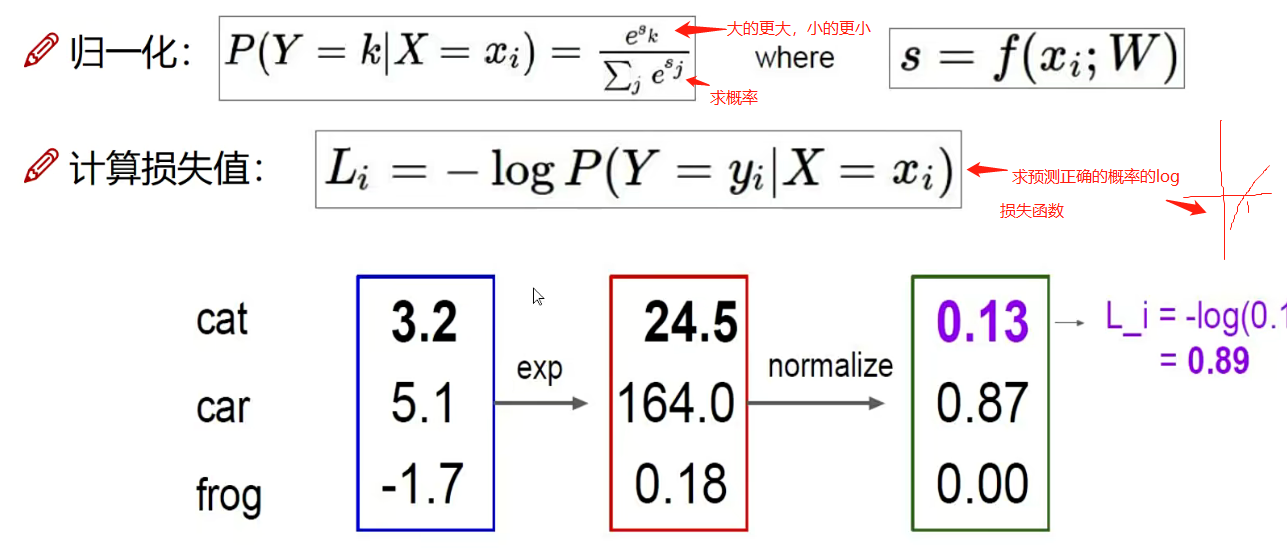 归一化： P(Y = k|X = x_i) = e^{s_k} / ∑_j e^{s_j} where s = f(x_i; W)
大的更大，小的更小
求概率
计算损失值： L_i = − log P(Y = y_i|X = x_i)
求预测正确的概率的log
损失函数
cat 3.2 24.5 0.13 L_i = -log(0.1
= 0.89
exp normalize
car 5.1 164.0 0.87
frog -1.7 0.18 0.00